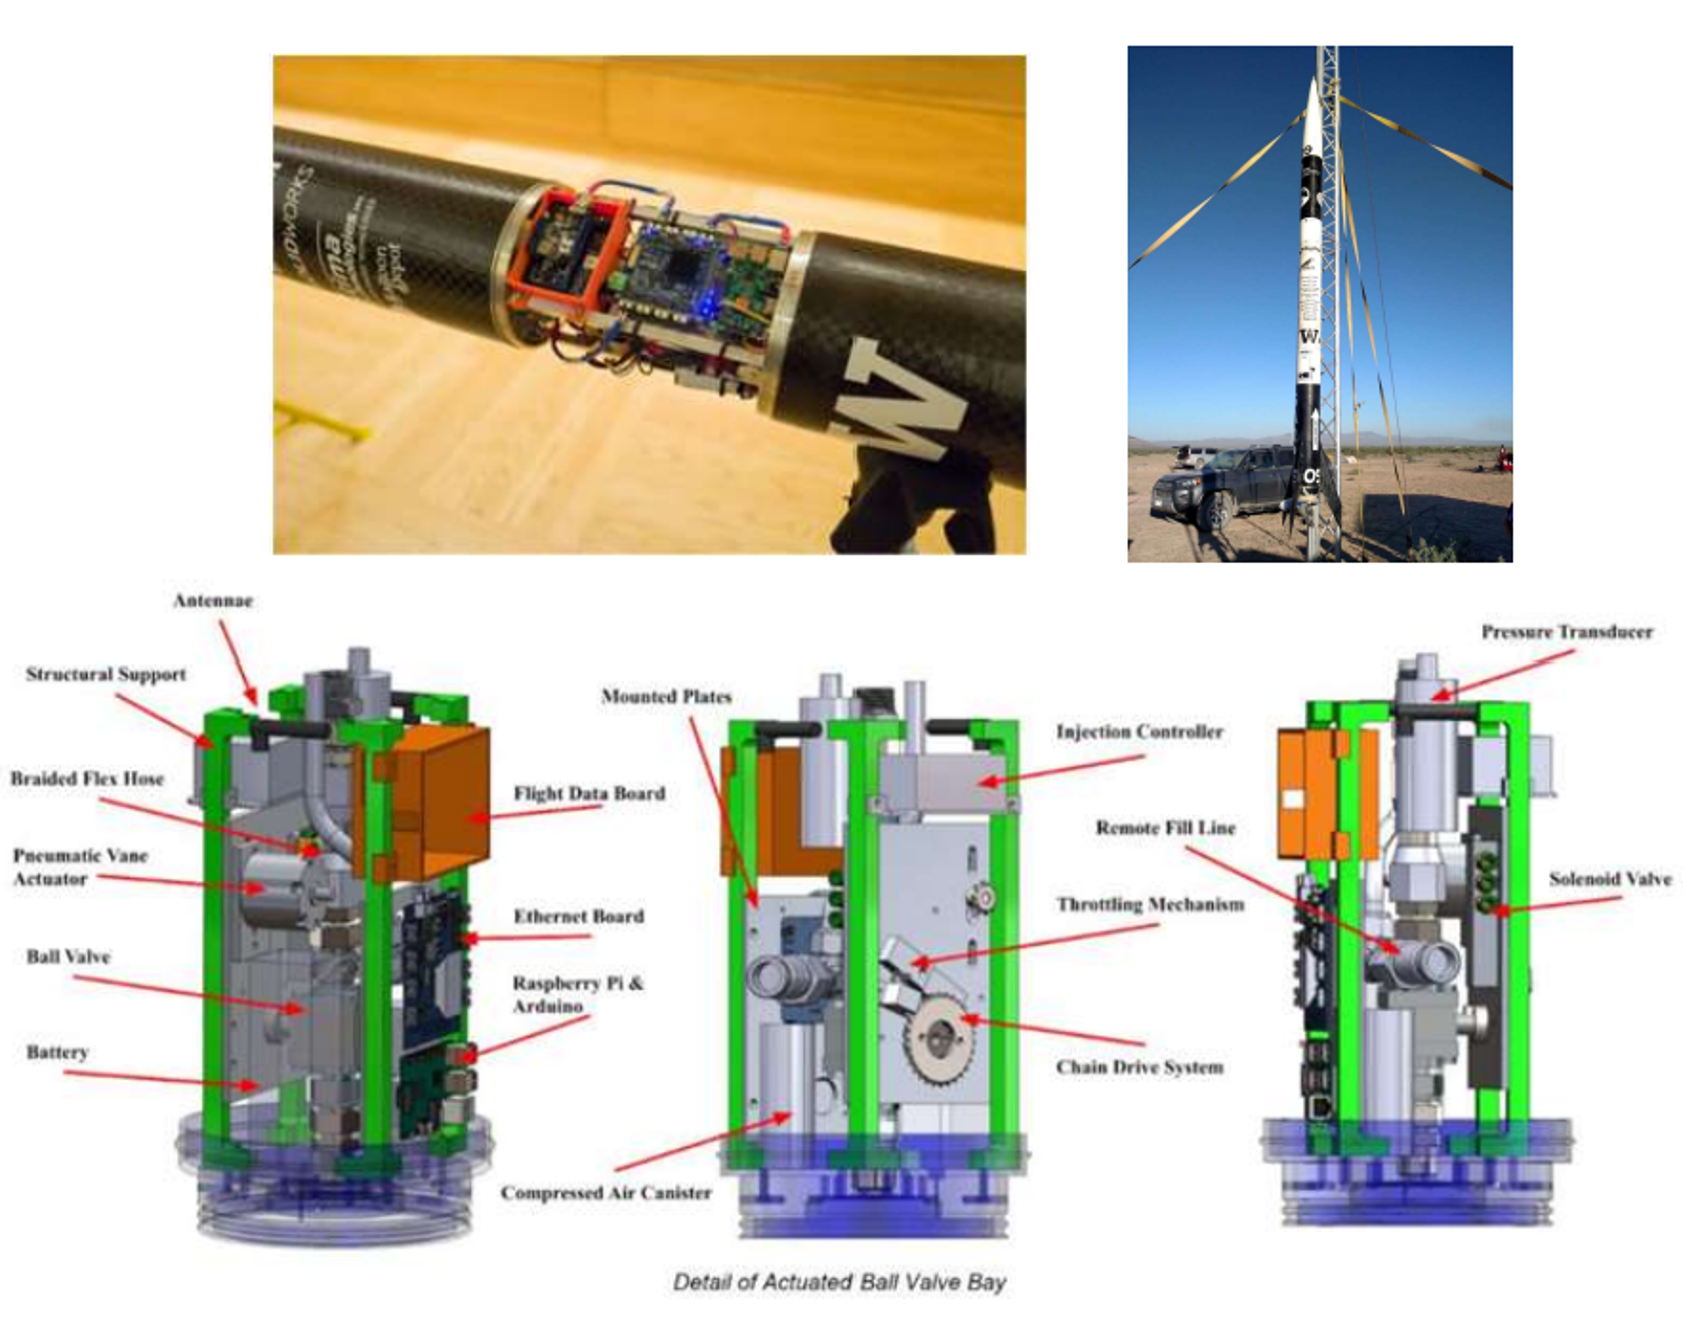 W
W
OS
Antennae
Structural Support
Braided Flex Hose
Pneumatic Vane
Actuator
Ball Valve
Battery
Flight Data Board
Ethernet Board
Raspberry Pi &
Arduino
Mounted Plates
Compressed Air Canister
Injection Controller
Throttling Mechanism
Chain Drive System
Pressure Transducer
Remote Fill Line
Solenoid Valve
Detail of Actuated Ball Valve Bay